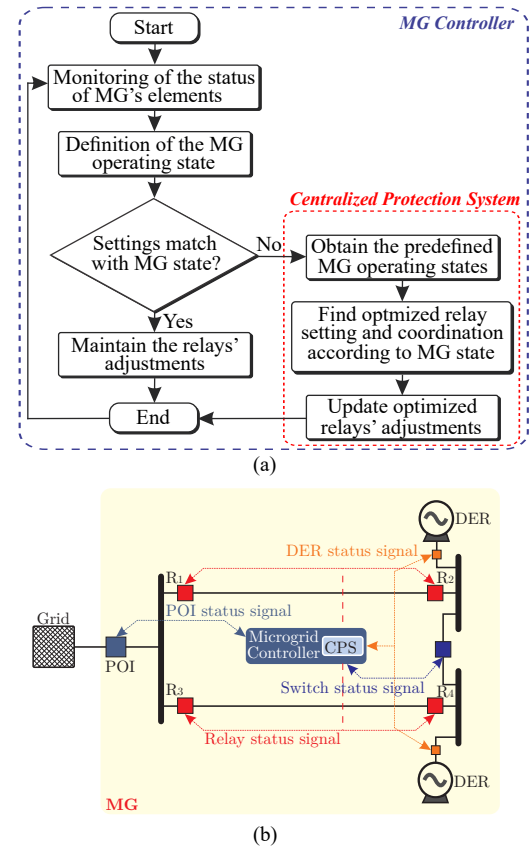 MG Controller
Start
Monitoring of the status
of MG's elements
Definition of the MG
operating state
Centralized Protection System
Settings match
with MG state?
No
Obtain the predefined
MG operating states
Find optmized relay
setting and coordination
according to MG state
Yes
Maintain the relays'
adjustments
Update optimized
relays' adjustments
End
(a)
DER
DER status signal
R1
R2
POI status signal
Grid
Microgrid
Controller
CPS
POI
Switch status signal
R3
R4
Relay status signal
DER
MG
(b)